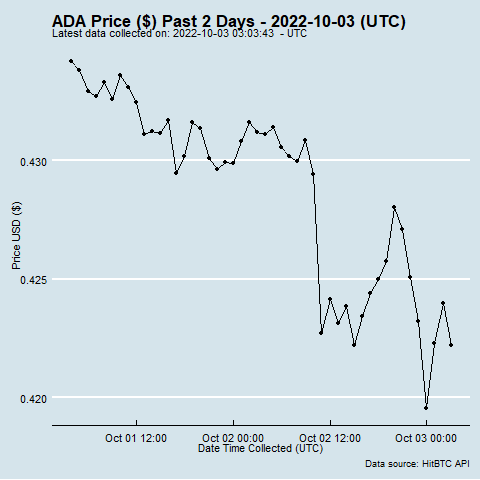 ADA Price ($) Past 2 Days - 2022-10-03 (UTC)
Latest data collected on: 2022-10-03 03:03:43 - UTC
0.430
0.425
0.420
Price USD ($)
Oct 01 12:00 Oct 02 00:00 Oct 02 12:00 Oct 03 00:00
Date Time Collected (UTC)
Data source: HitBTC API